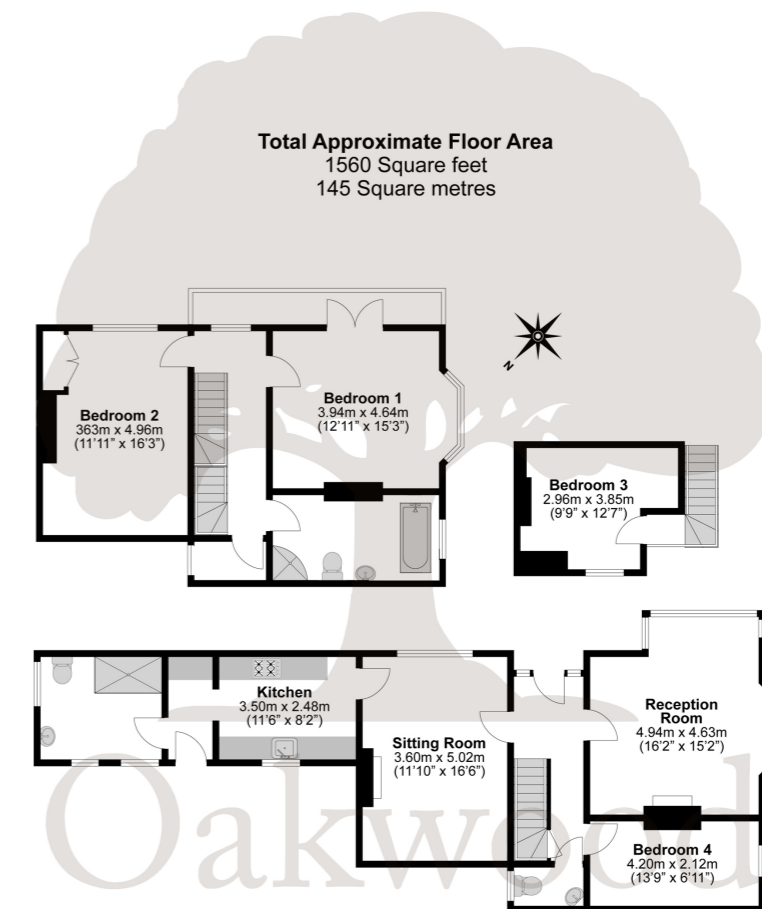 Total Approximate Floor Area
1560 Square feet
145 Square metres
N
Bedroom 2
363m x 4.96m
(11'11" x 16'3")
Bedroom 1
3.94m x 4.64m
(12'11" x 15'3")
Bedroom 3
2.96m x 3.85m
(9'9" x 12'7")
Kitchen
3.50m x 2.48m
(11'6" x 8'2")
Sitting Room
3.60m x 5.02m
(11'10" x 16'6")
Reception
Room
4.94m x 4.63m
(16'2" x 15'2")
Bedroom 4
4.20m x 2.12m
(13'9" x 6'11")
Oakwood